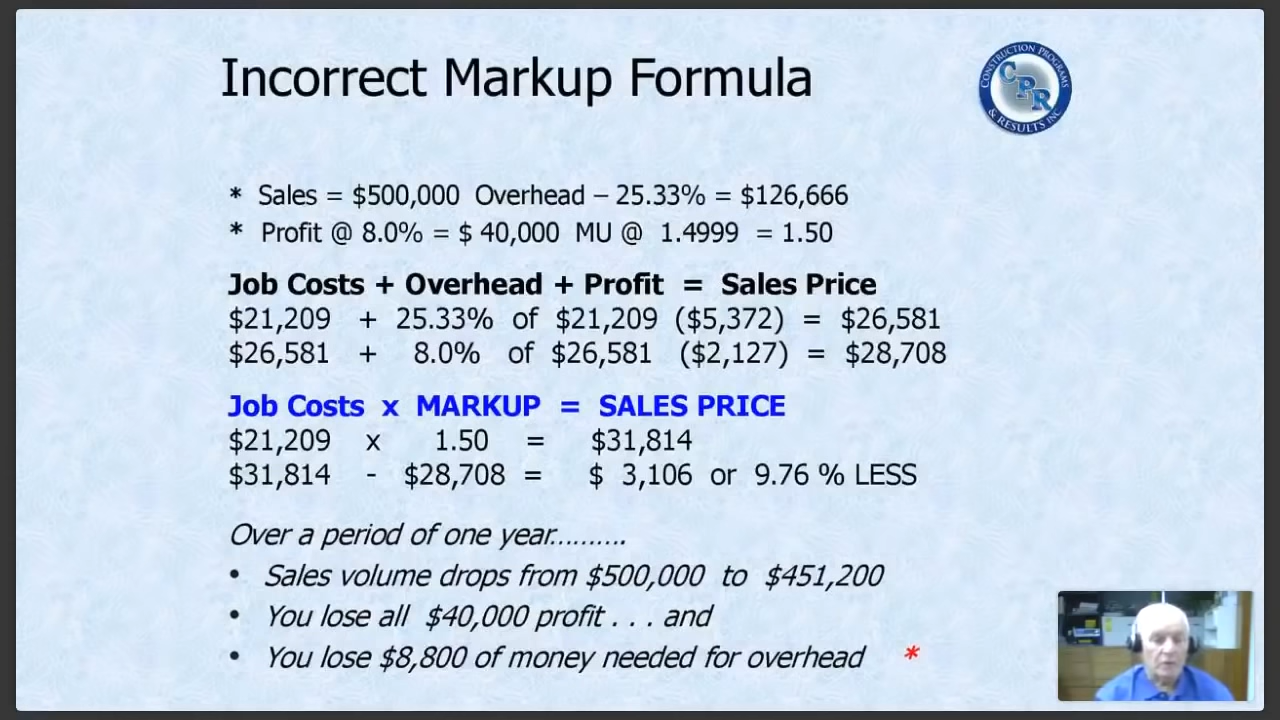 Incorrect Markup Formula
CONSTRUCTION PROGRAMS
CPR
& RESULTS INC
* Sales = $500,000 Overhead – 25.33% = $126,666
* Profit @ 8.0% = $ 40,000 MU @ 1.4999 = 1.50
Job Costs + Overhead + Profit = Sales Price
$21,209 + 25.33% of $21,209 ($5,372) = $26,581
$26,581 + 8.0% of $26,581 ($2,127) = $28,708
Job Costs x MARKUP = SALES PRICE
$21,209 x 1.50 = $31,814
$31,814 - $28,708 = $ 3,106 or 9.76 % LESS
Over a period of one year.........
• Sales volume drops from $500,000 to $451,200
• You lose all $40,000 profit . . . and
• You lose $8,800 of money needed for overhead *